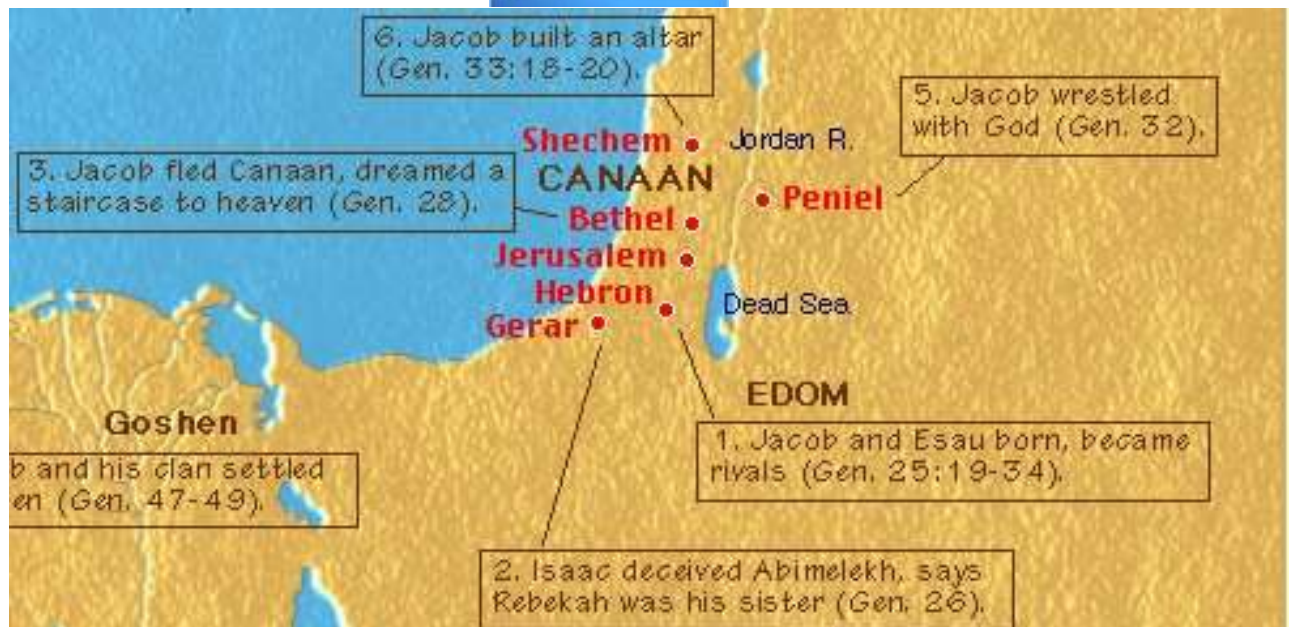 6. Jacob built an altar
(Gen. 33:18-20).
5. Jacob wrestled
with God (Gen. 32).
Shechem
Jordan R.
3. Jacob fled Canaan, dreamed a
staircase to heaven (Gen. 28).
CANAAN
Peniel
Bethel
Jerusalem
Hebron
Dead Sea
Gerar
EDOM
Goshen
1. Jacob and Esau born, became
rivals (Gen. 25:19-34).
b and his clan settled
en (Gen. 47-49).
2. Isaac deceived Abimelekh, says
Rebekah was his sister (Gen. 26).